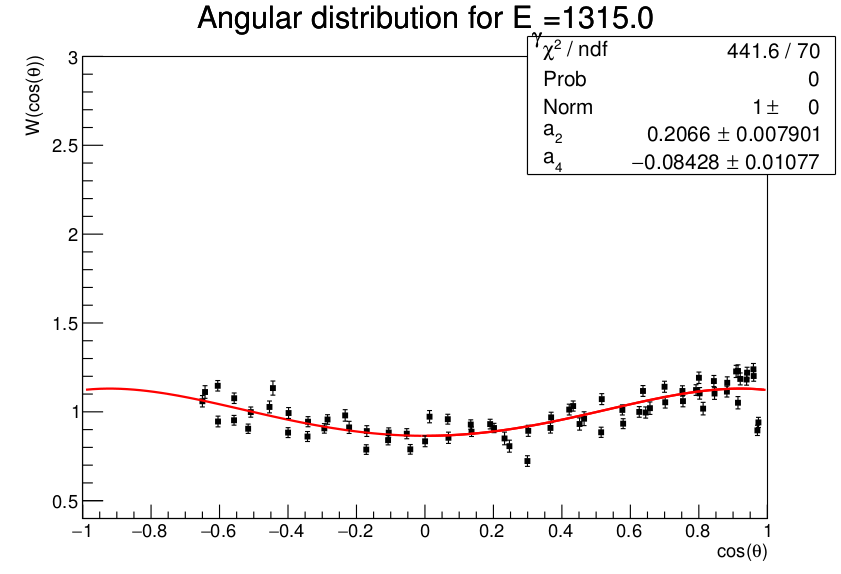 Angular distribution for Eγ=1315.0
χ² / ndf 441.6 / 70
Prob 0
Norm 1 ± 0
a₂ 0.2066 ± 0.007901
a₄ −0.08428 ± 0.01077
W(cos(θ))
3
2.5
2
1.5
1
0.5
−1 −0.8 −0.6 −0.4 −0.2 0 0.2 0.4 0.6 0.8 1
cos(θ)